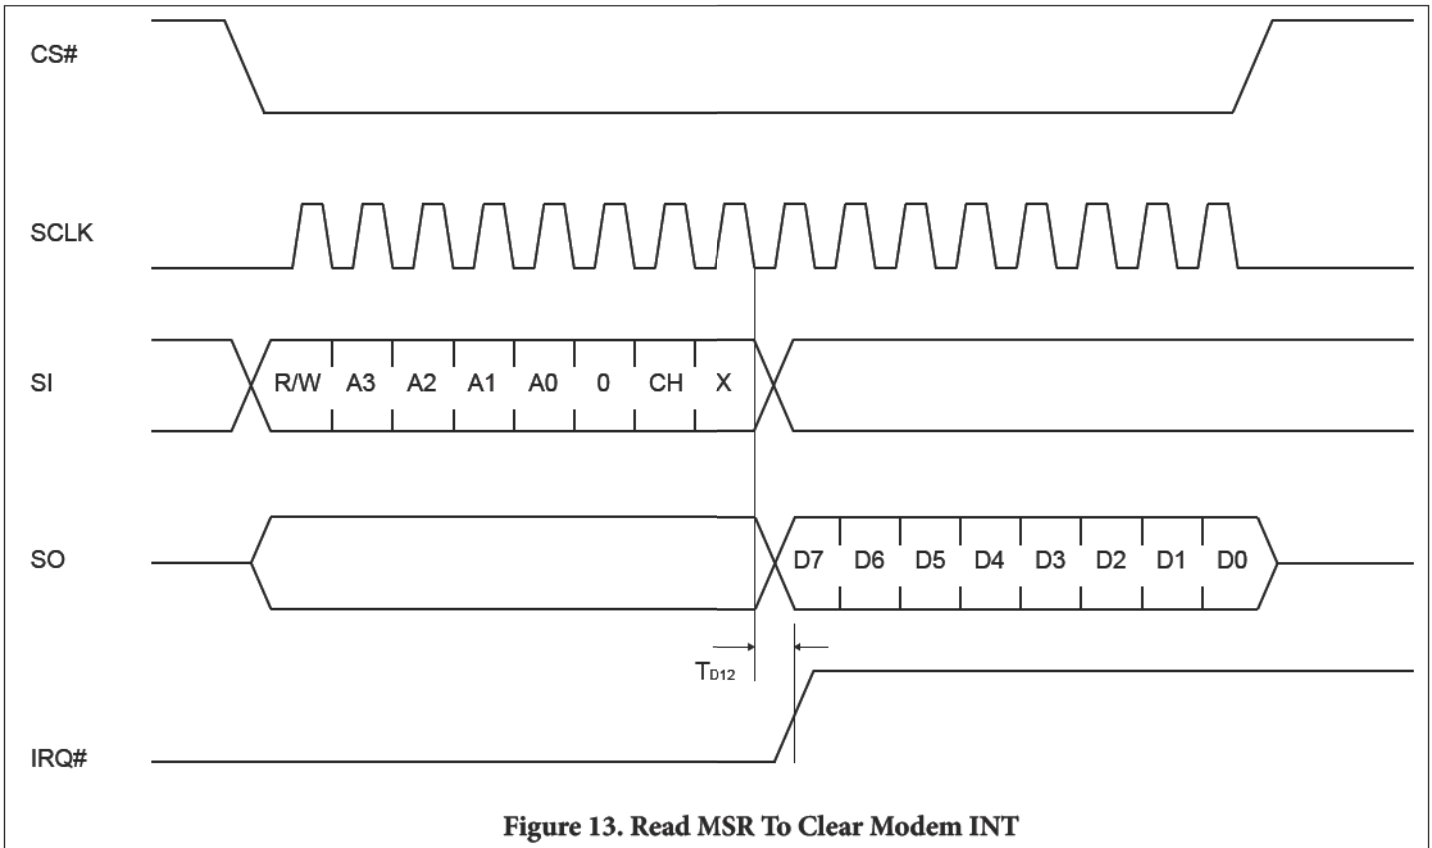 CS#
SCLK
SI R/W A3 A2 A1 A0 0 CH X
SO D7 D6 D5 D4 D3 D2 D1 D0
TD12
IRQ#
Figure 13. Read MSR To Clear Modem INT